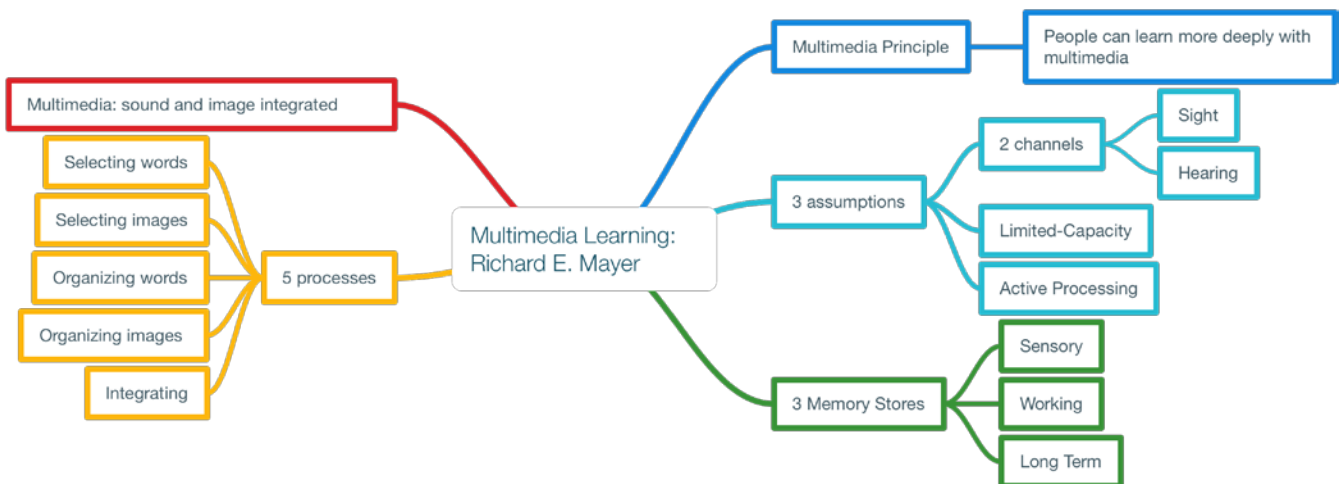 Multimedia Learning:
Richard E. Mayer
Multimedia: sound and image integrated
5 processes
Selecting words
Selecting images
Organizing words
Organizing images
Integrating
Multimedia Principle
People can learn more deeply with
multimedia
3 assumptions
2 channels
Sight
Hearing
Limited-Capacity
Active Processing
3 Memory Stores
Sensory
Working
Long Term